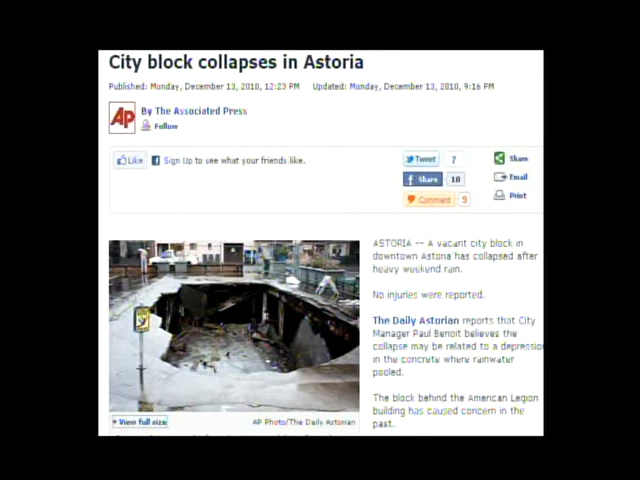 City block collapses in Astoria
Published: Monday, December 13, 2010, 12:23 PM Updated: Monday, December 13, 2010, 9:16 PM
AP
By The Associated Press
Follow
Like
Sign Up to see what your friends like.
Tweet 7
Share 10
Comment 9
Share
Email
Print
ASTORIA -- A vacant city block in
downtown Astoria has collapsed after
heavy weekend rain.
No injuries were reported.
The Daily Astorian reports that City
Manager Paul Benoit believes the
collapse may be related to a depression
in the concrete where rainwater
pooled.
The block behind the American Legion
building has caused concern in the
past.
+ View full size
AP Photo/The Daily Astorian